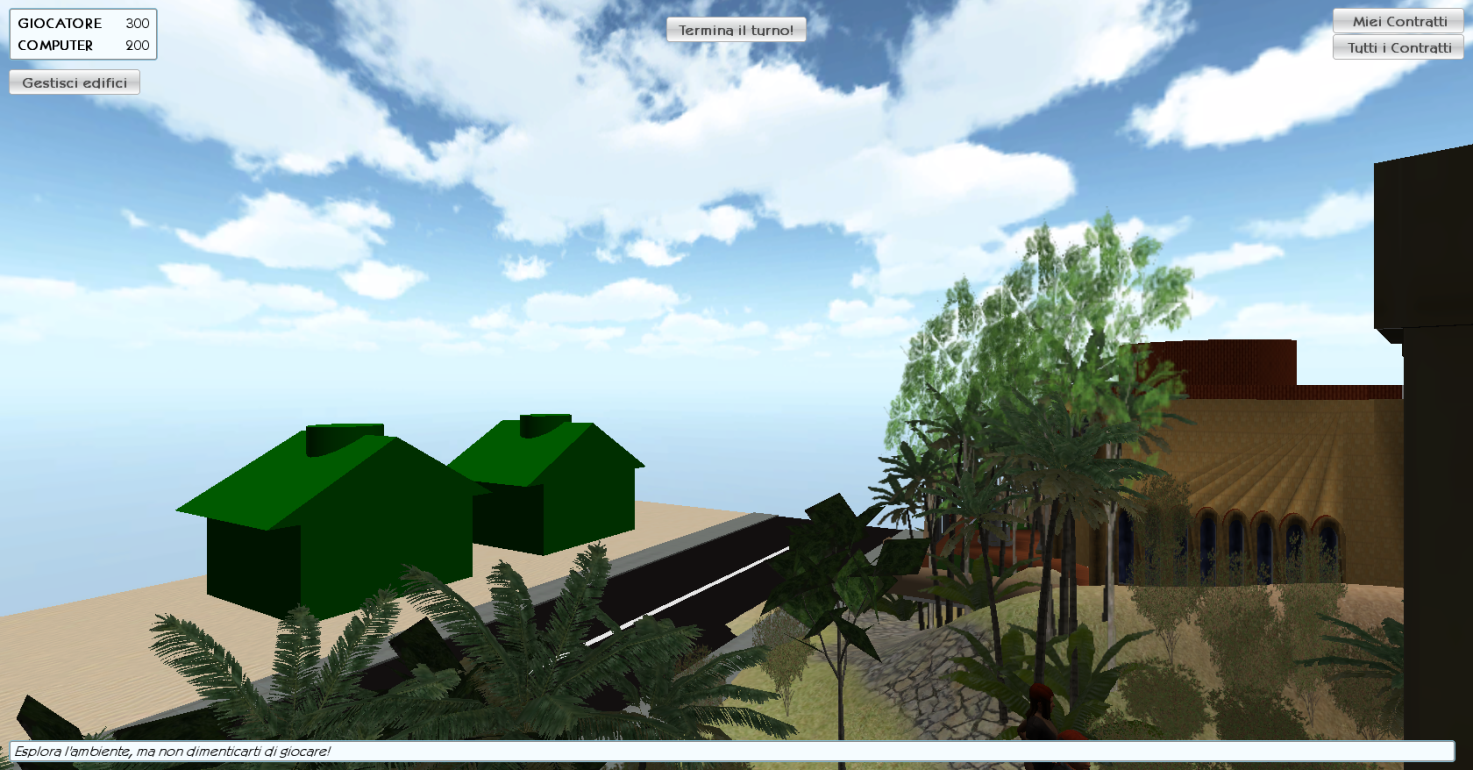 GIOCATORE 300
COMPUTER 200
Gestisci edifici
Termina il turno!
Miei Contratti
Tutti i Contratti
Esplora l'ambiente, ma non dimenticarti di giocare!